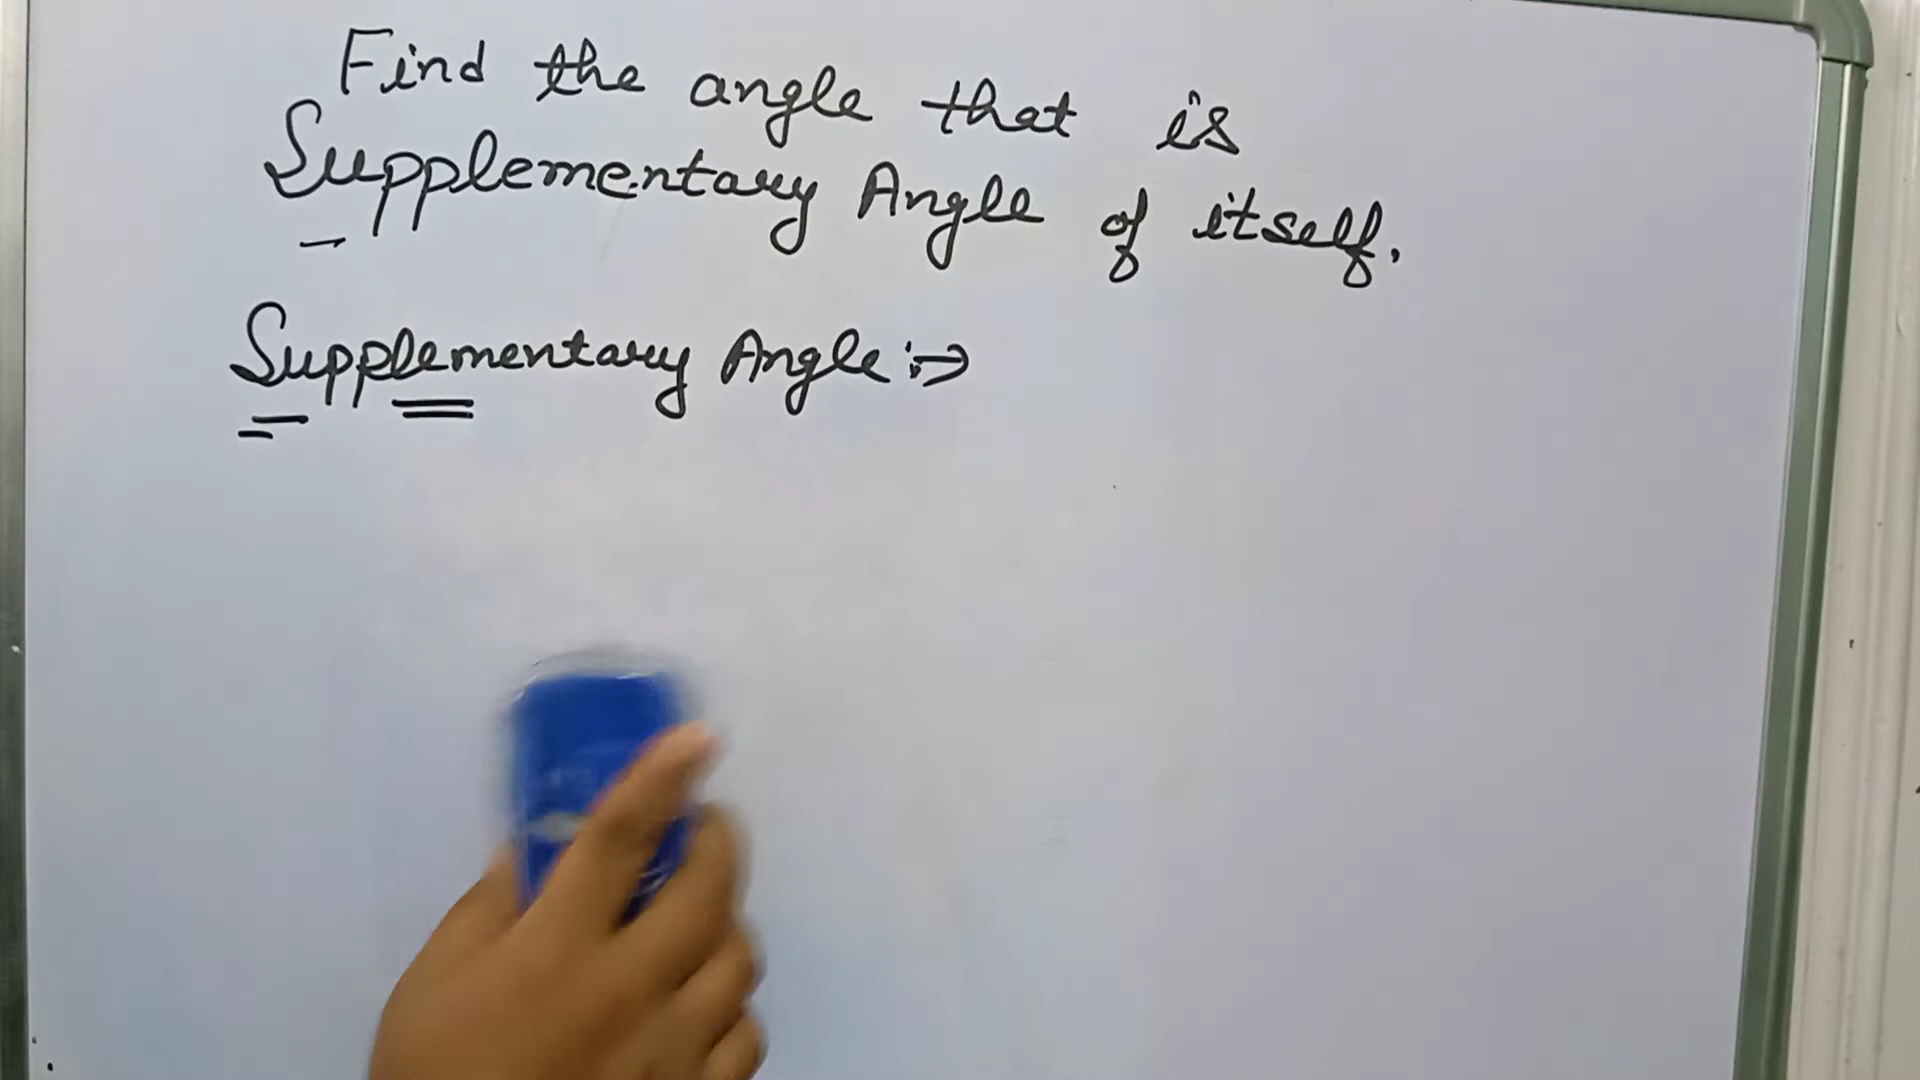 Find the angle that is
Supplementary Angle of itself.
Supplementary Angle :→